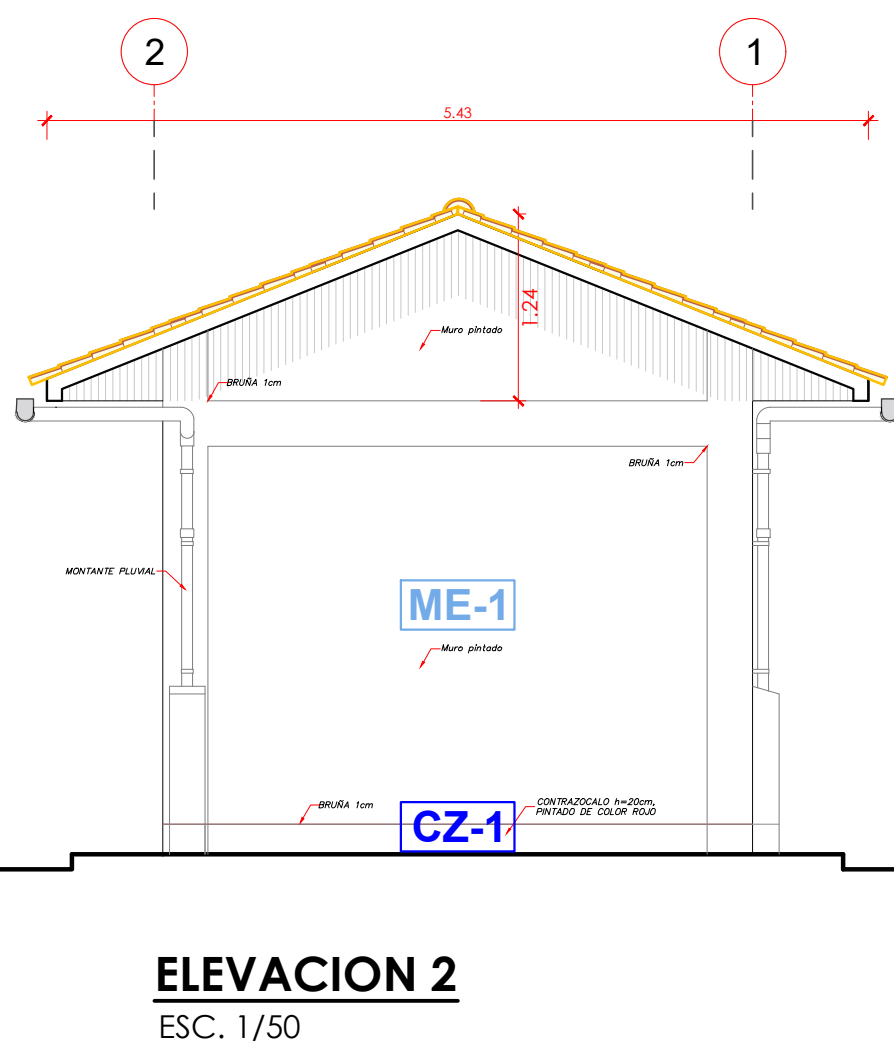 2
1
5.43
1.24
Muro pintado
BRUÑA 1cm
BRUÑA 1cm
MONTANTE PLUVIAL
ME-1
Muro pintado
BRUÑA 1cm
CZ-1
CONTRAZOCALO h=20cm,
PINTADO DE COLOR ROJO
ELEVACION 2
ESC. 1/50